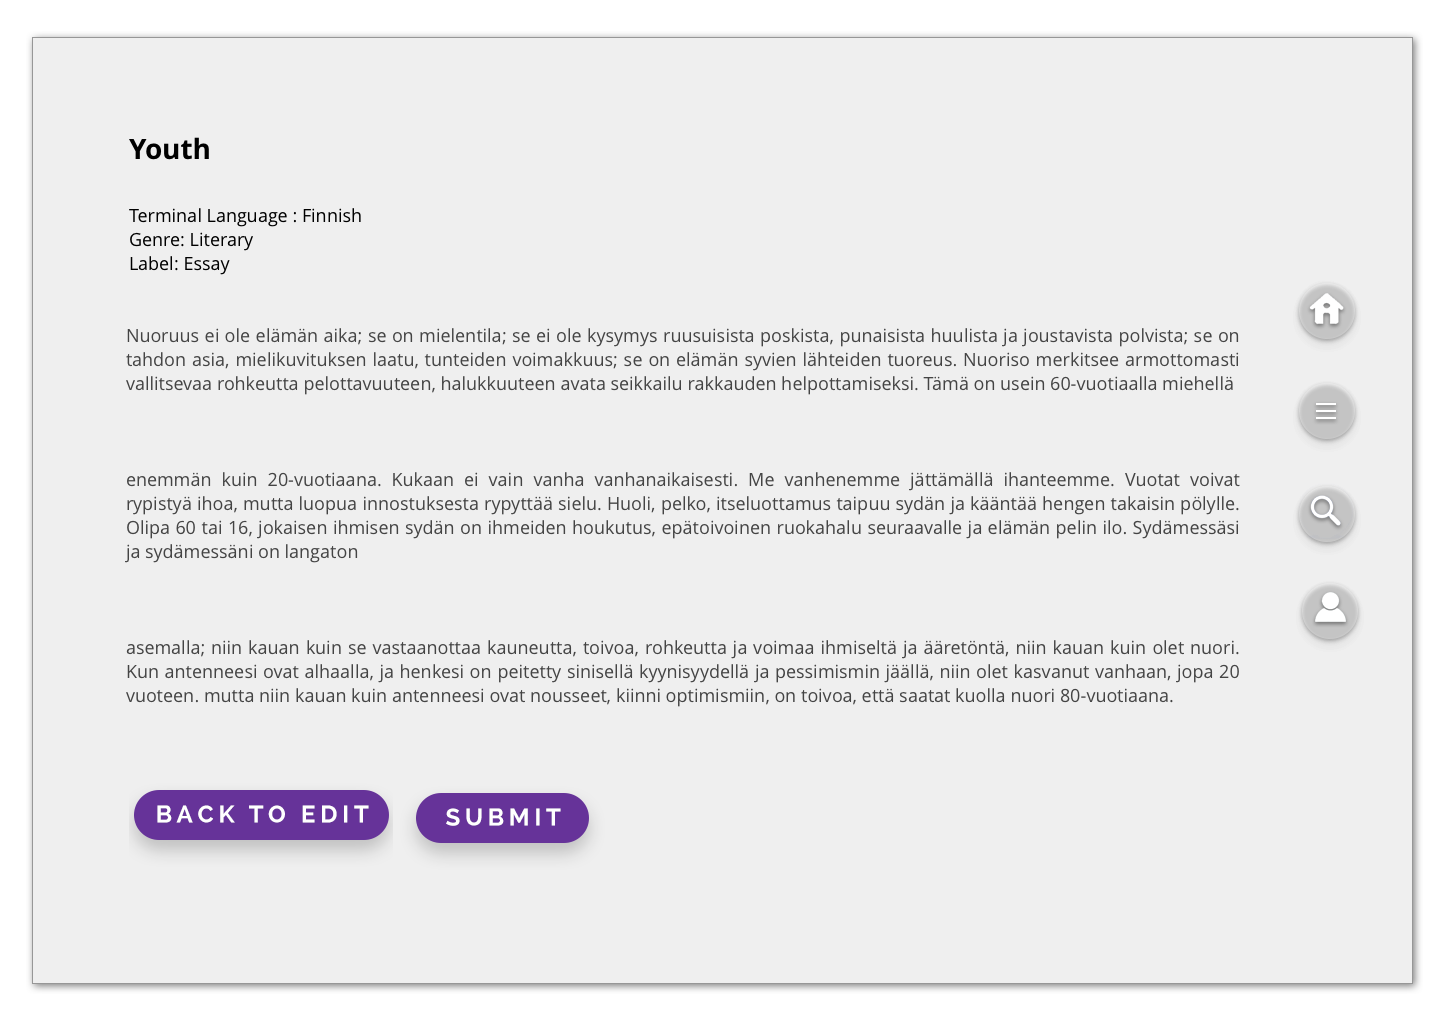 Youth
Terminal Language : Finnish
Genre: Literary
Label: Essay
Nuoruus ei ole elämän aika; se on mielentila; se ei ole kysymys ruusuisista poskista, punaisista huulista ja joustavista polvista; se on
tahdon asia, mielikuvituksen laatu, tunteiden voimakkuus; se on elämän syvien lähteiden tuoreus. Nuoriso merkitsee armottomasti
vallitsevaa rohkeutta pelottavuuteen, halukkuuteen avata seikkailu rakkauden helpottamiseksi. Tämä on usein 60-vuotiaalla miehellä
enemmän kuin 20-vuotiaana. Kukaan ei vain vanha vanhanaikaisesti. Me vanhenemme jättämällä ihanteemme. Vuotat voivat
rypistyä ihoa, mutta luopua innostuksesta rypyttää sielu. Huoli, pelko, itseluottamus taipuu sydän ja kääntää hengen takaisin pölylle.
Olipa 60 tai 16, jokaisen ihmisen sydän on ihmeiden houkutus, epätoivoinen ruokahalu seuraavalle ja elämän pelin ilo. Sydämessäsi
ja sydämessäni on langaton
asemalla; niin kauan kuin se vastaanottaa kauneutta, toivoa, rohkeutta ja voimaa ihmiseltä ja ääretöntä, niin kauan kuin olet nuori.
Kun antenneesi ovat alhaalla, ja henkesi on peitetty sinisellä kyynisyydellä ja pessimismin jäällä, niin olet kasvanut vanhaan, jopa 20
vuoteen. mutta niin kauan kuin antenneesi ovat nousseet, kiinni optimismiin, on toivoa, että saatat kuolla nuori 80-vuotiaana.
BACK TO EDIT
SUBMIT